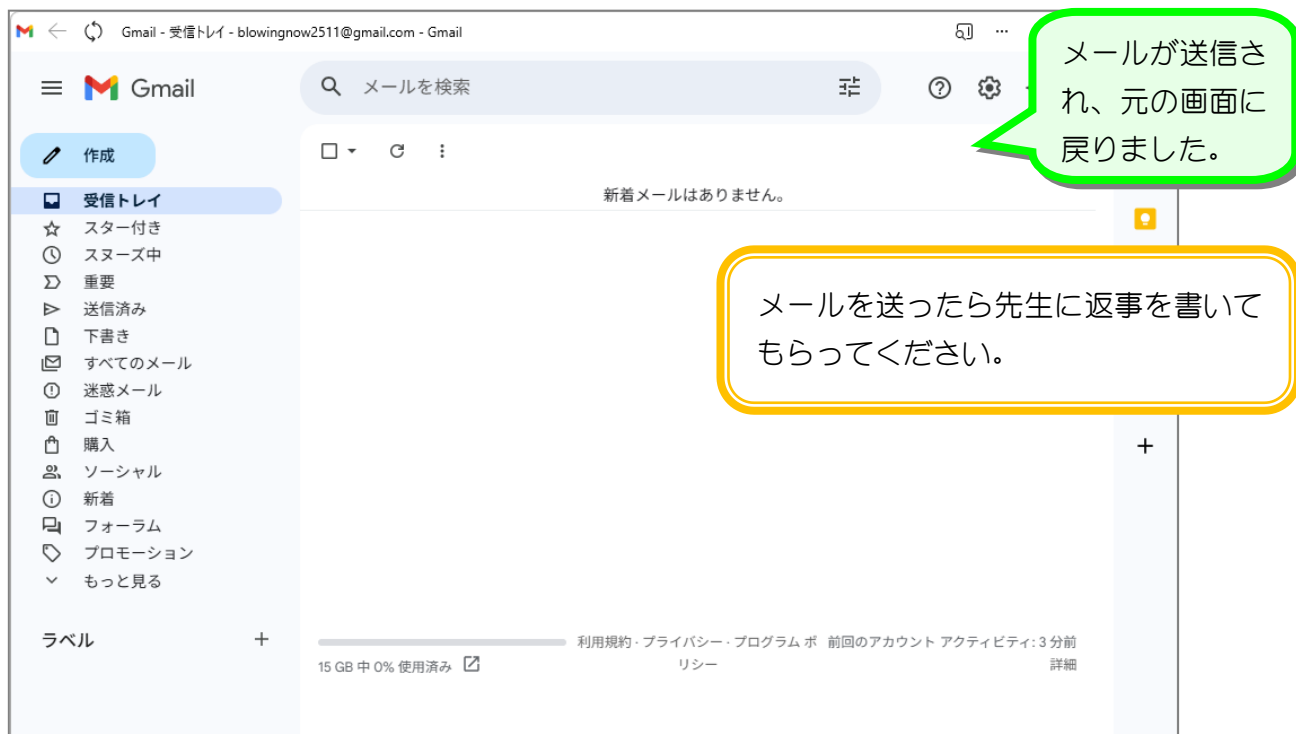 Gmail - 受信トレイ - blowingnow2511@gmail.com - Gmail
Gmail
メールを検索
メールが送信さ
れ、元の画面に
戻りました。
作成
新着メールはありません。
受信トレイ
スター付き
スヌーズ中
重要
送信済み
下書き
すべてのメール
迷惑メール
ゴミ箱
購入
ソーシャル
新着
フォーラム
プロモーション
もっと見る
メールを送ったら先生に返事を書いて
もらってください。
ラベル
利用規約 · プライバシー · プログラム ポ
リシー
前回のアカウント アクティビティ: 3 分前
詳細
15 GB 中 0% 使用済み